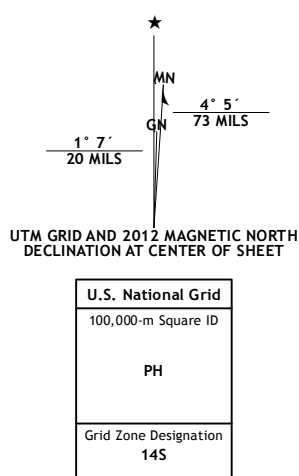 ★
MN
4° 5´
73 MILS
GN
1° 7´
20 MILS
UTM GRID AND 2012 MAGNETIC NORTH
DECLINATION AT CENTER OF SHEET
U.S. National Grid
100,000-m Square ID
PH
Grid Zone Designation
14S